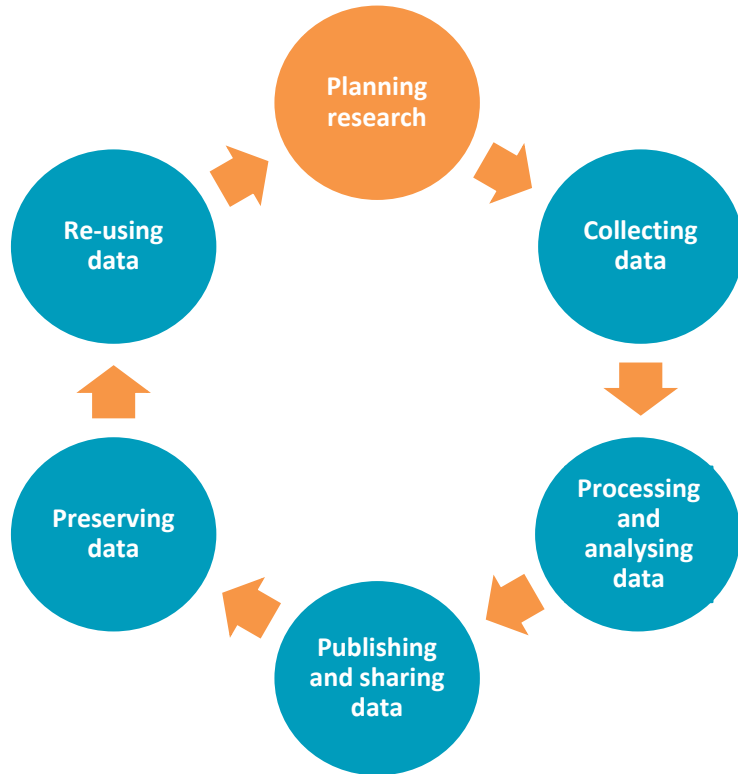 Planning
research
Collecting
data
Processing
and
analysing
data
Publishing
and sharing
data
Preserving
data
Re-using
data